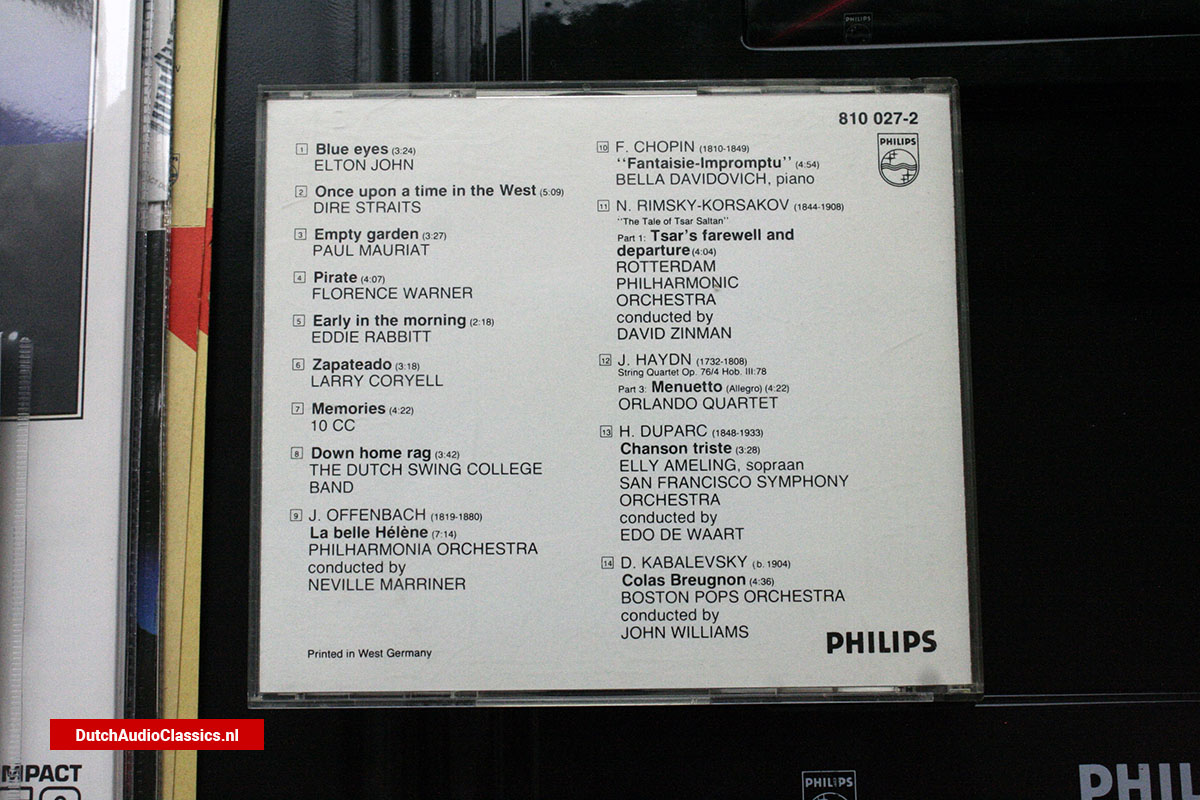 PHILIPS
810 027-2
PHILIPS
1 Blue eyes (3:24)
ELTON JOHN
2 Once upon a time in the West (5:09)
DIRE STRAITS
3 Empty garden (3:27)
PAUL MAURIAT
4 Pirate (4:07)
FLORENCE WARNER
5 Early in the morning (2:18)
EDDIE RABBITT
6 Zapateado (3:18)
LARRY CORYELL
7 Memories (4:22)
10 CC
8 Down home rag (3:42)
THE DUTCH SWING COLLEGE
BAND
9 J. OFFENBACH (1819-1880)
La belle Hélène (7:14)
PHILHARMONIA ORCHESTRA
conducted by
NEVILLE MARRINER
10 F. CHOPIN (1810-1849)
"Fantaisie-Impromptu" (4:54)
BELLA DAVIDOVICH, piano
11 N. RIMSKY-KORSAKOV (1844-1908)
"The Tale of Tsar Saltan"
Part 1: Tsar's farewell and
departure (4:04)
ROTTERDAM
PHILHARMONIC
ORCHESTRA
conducted by
DAVID ZINMAN
12 J. HAYDN (1732-1808)
String Quartet Op. 76/4 Hob. III:78
Part 3: Menuetto (Allegro) (4:22)
ORLANDO QUARTET
13 H. DUPARC (1848-1933)
Chanson triste (3:28)
ELLY AMELING, sopraan
SAN FRANCISCO SYMPHONY
ORCHESTRA
conducted by
EDO DE WAART
14 D. KABALEVSKY (b. 1904)
Colas Breugnon (4:36)
BOSTON POPS ORCHESTRA
conducted by
JOHN WILLIAMS
Printed in West Germany
PHILIPS
DutchAudioClassics.nl
MPACT
PHILIPS
PHIL